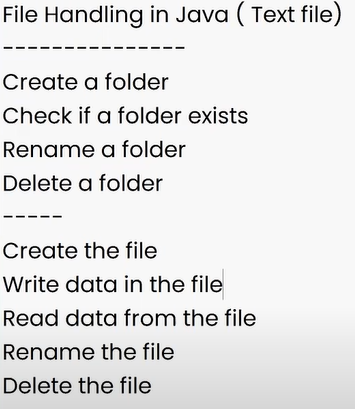 File Handling in Java ( Text file)
---------------
Create a folder
Check if a folder exists
Rename a folder
Delete a folder
-----
Create the file
Write data in the file
Read data from the file
Rename the file
Delete the file